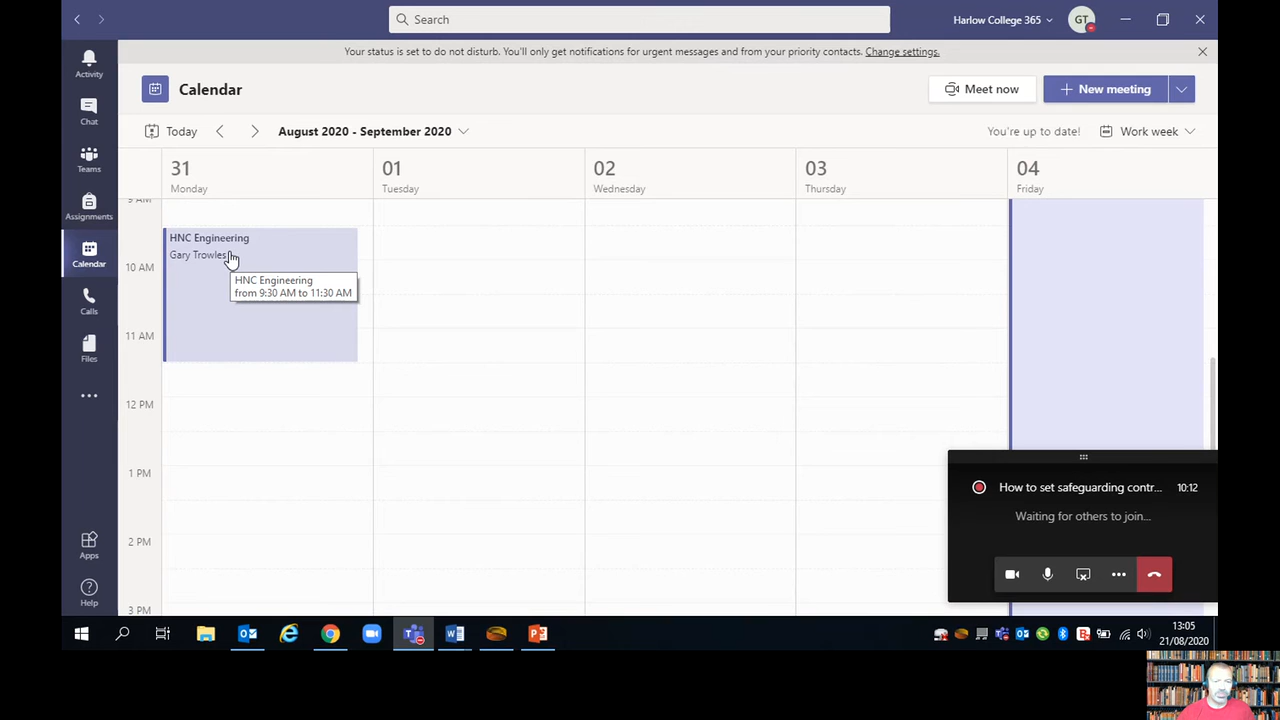 Search
Harlow College 365
GT
Your status is set to do not disturb. You'll only get notifications for urgent messages and from your priority contacts. Change settings.
Activity
Chat
Teams
Assignments
Calendar
Calls
Files
Apps
Help
Calendar
Meet now
New meeting
Today
August 2020 - September 2020
You're up to date!
Work week
31
Monday
01
Tuesday
02
Wednesday
03
Thursday
04
Friday
9 AM
10 AM
11 AM
12 PM
1 PM
2 PM
3 PM
HNC Engineering
Gary Trowles
HNC Engineering
from 9:30 AM to 11:30 AM
How to set safeguarding contr...
10:12
Waiting for others to join...
13:05
21/08/2020